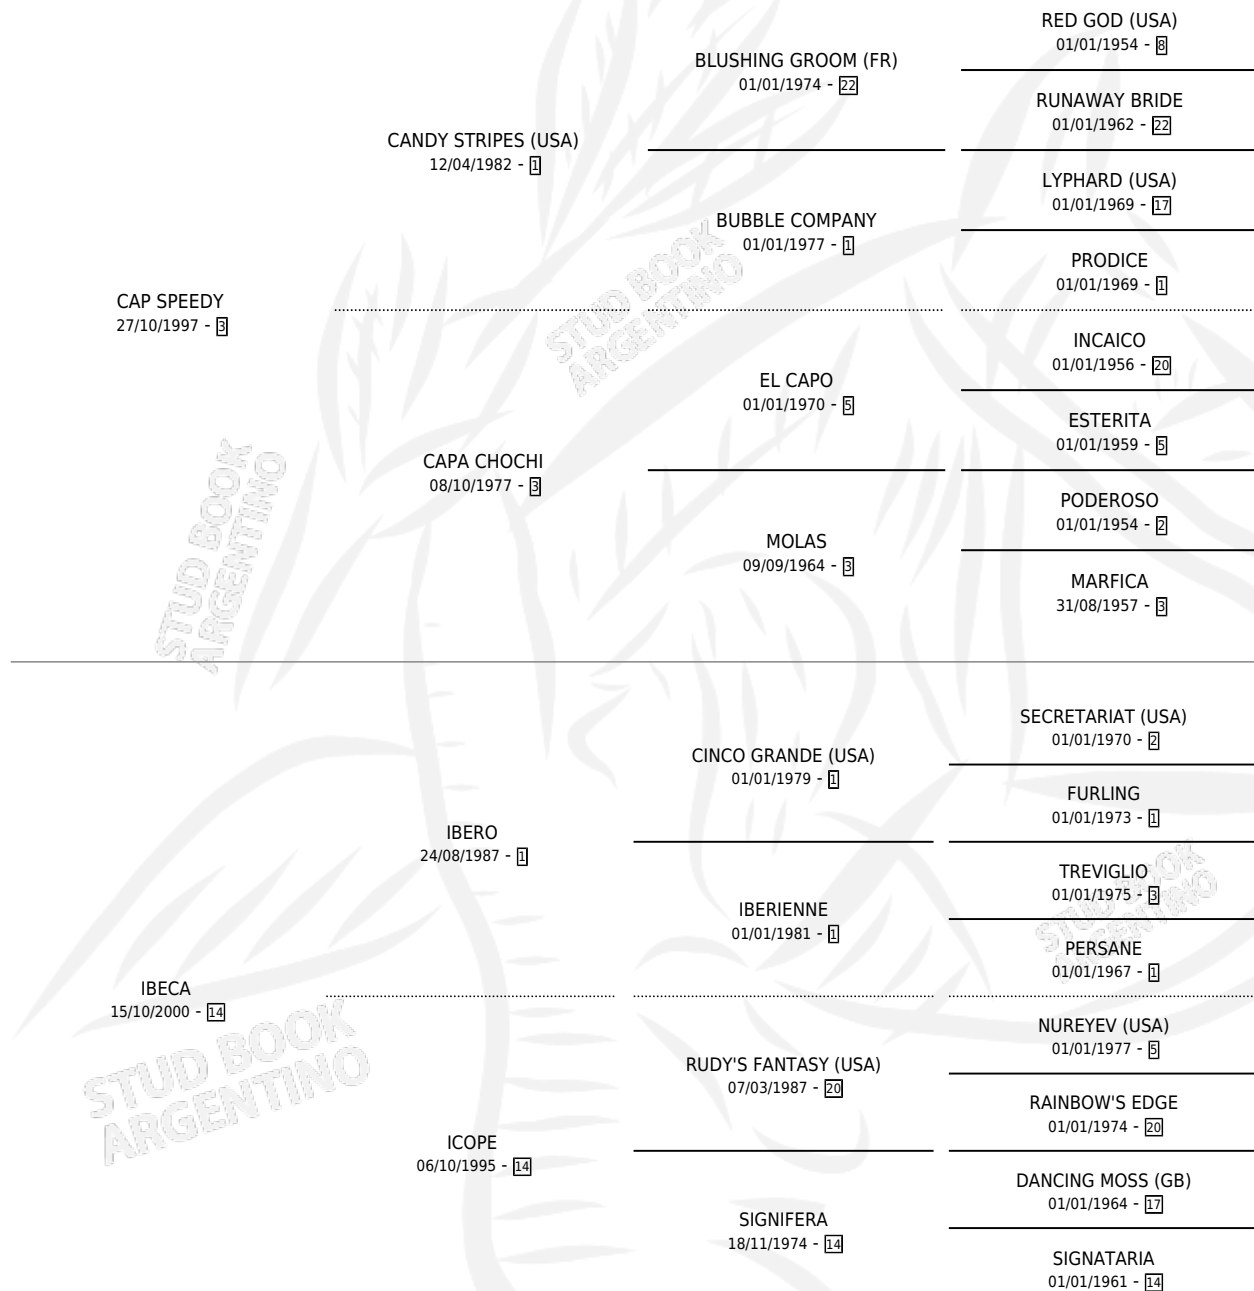 RED GOD (USA)
01/01/1954 - 8
BLUSHING GROOM (FR)
01/01/1974 - 22
RUNAWAY BRIDE
01/01/1962 - 22
CANDY STRIPES (USA)
12/04/1982 - 1
LYPHARD (USA)
01/01/1969 - 17
BUBBLE COMPANY
01/01/1977 - 1
PRODICE
01/01/1969 - 1
CAP SPEEDY
27/10/1997 - 3
INCAICO
01/01/1956 - 20
EL CAPO
01/01/1970 - 5
ESTERITA
01/01/1959 - 5
CAPA CHOCHI
08/10/1977 - 3
PODEROSO
01/01/1954 - 2
MOLAS
09/09/1964 - 3
MARFICA
31/08/1957 - 3
STUD BOOK
ARGENTINO
STUD BOOK
ARGENTINO
SECRETARIAT (USA)
01/01/1970 - 2
CINCO GRANDE (USA)
01/01/1979 - 1
FURLING
01/01/1973 - 1
IBERO
24/08/1987 - 1
TREVIGLIO
01/01/1975 - 3
IBERIENNE
01/01/1981 - 1
PERSANE
01/01/1967 - 1
STUD BOOK
ARGENTINO
IBECA
15/10/2000 - 14
NUREYEV (USA)
01/01/1977 - 5
RUDY'S FANTASY (USA)
07/03/1987 - 20
RAINBOW'S EDGE
01/01/1974 - 20
STUD BOOK
ARGENTINO
ICOPE
06/10/1995 - 14
DANCING MOSS (GB)
01/01/1964 - 17
SIGNIFERA
18/11/1974 - 14
SIGNATARIA
01/01/1961 - 14